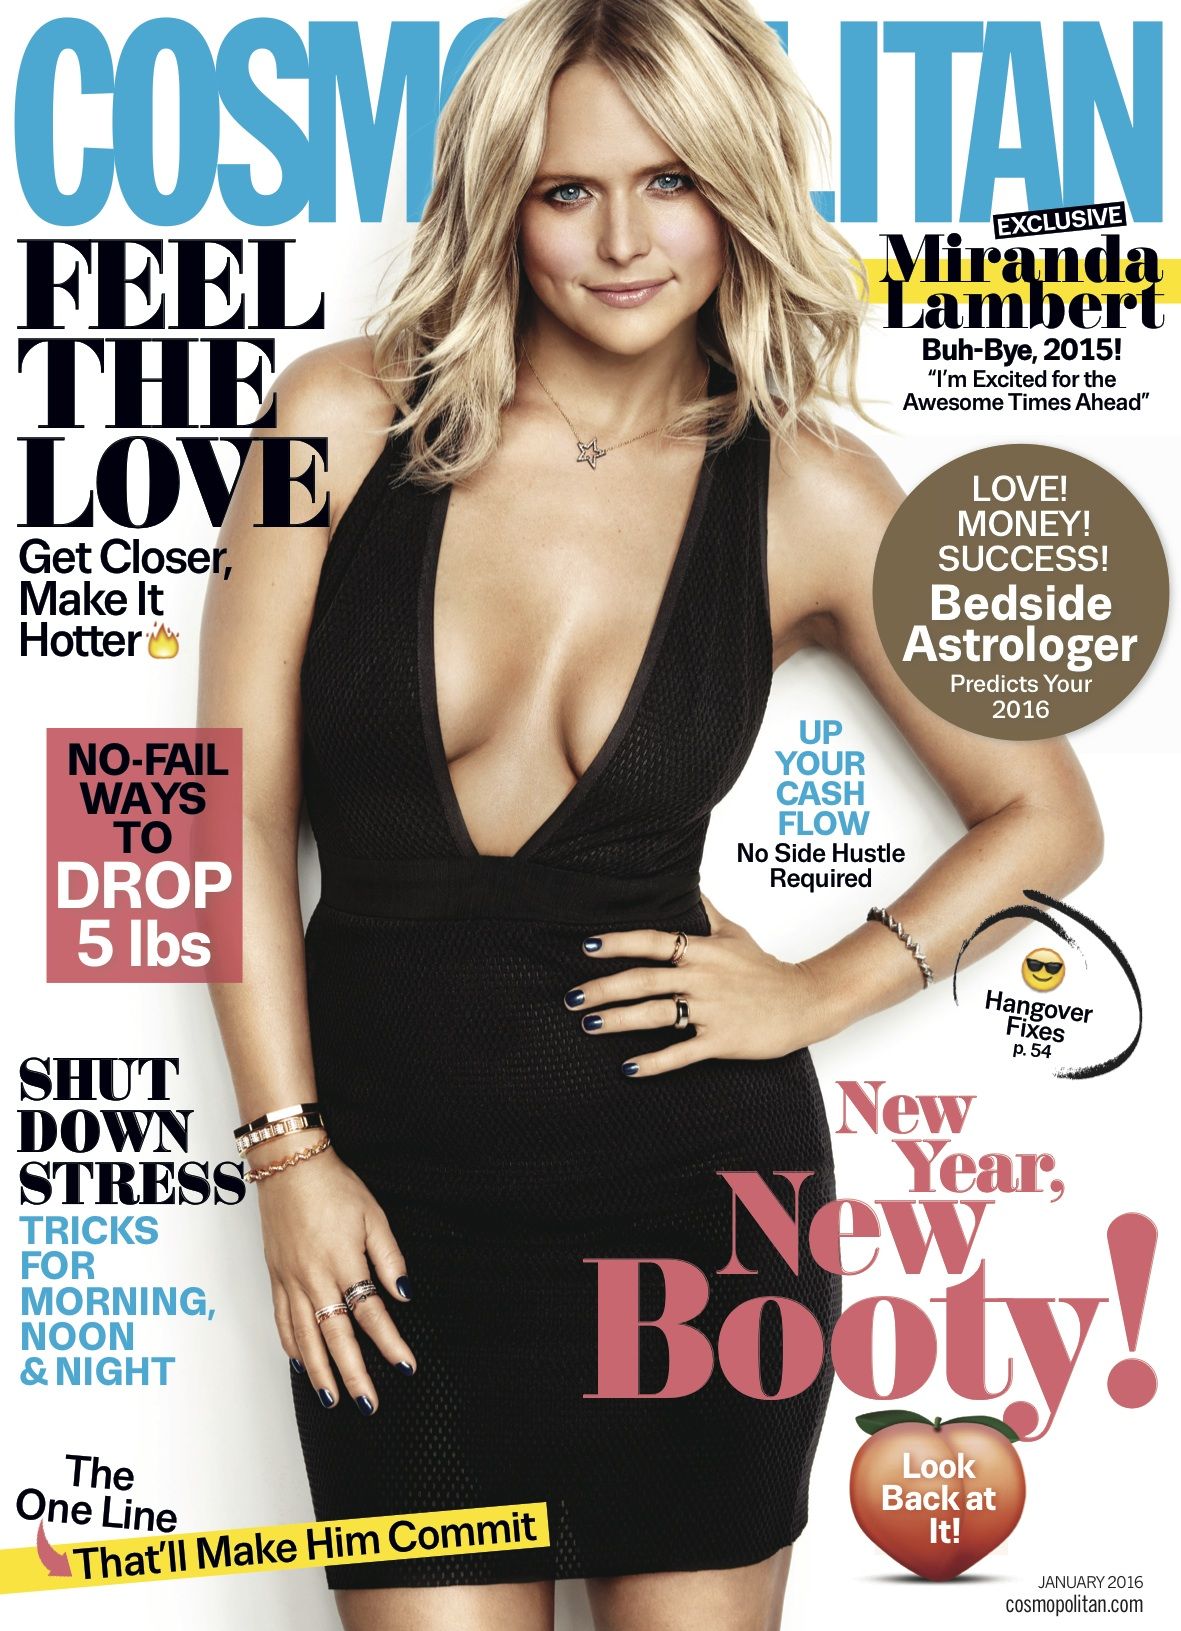 COSMOPOLITAN
FEEL
THE
LOVE
Get Closer,
Make It
Hotter🔥
EXCLUSIVE
Miranda
Lambert
Buh-Bye, 2015!
“I’m Excited for the
Awesome Times Ahead”
LOVE!
MONEY!
SUCCESS!
Bedside
Astrologer
Predicts Your
2016
NO-FAIL
WAYS
TO
DROP
5 lbs
UP
YOUR
CASH
FLOW
No Side Hustle
Required
😎
Hangover
Fixes
p. 54
SHUT
DOWN
STRESS
TRICKS
FOR
MORNING,
NOON
& NIGHT
New
Year,
New
Booty!
Look
Back at
It!
The
One Line
That’ll Make Him Commit
JANUARY 2016
cosmopolitan.com